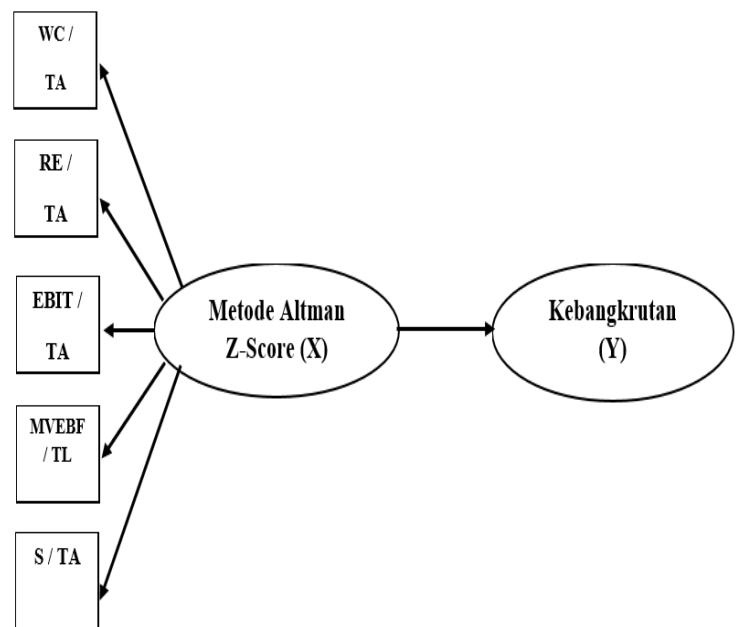 WC /
TA
RE /
TA
EBIT /
TA
MVEBF
/ TL
S / TA
Metode Altman
Z-Score (X)
Kebangkrutan
(Y)